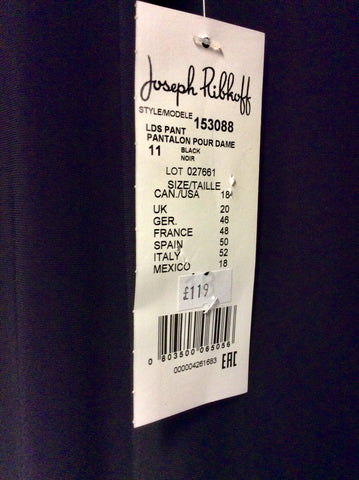 Joseph Ribkoff
STYLE/MODELE 153088
LDS PANT
PANTALON POUR DAME
11 BLACK
NOIR
LOT 027661
SIZE/TAILLE
CAN./USA 18
UK 20
GER. 46
FRANCE 48
SPAIN 50
ITALY 52
MEXICO 18
£119
0 803500 065056
000004261683
EAC